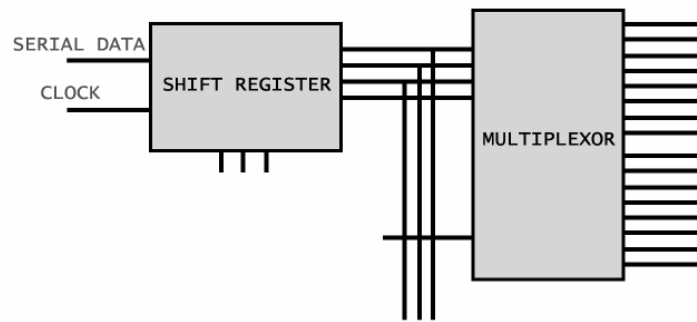 SERIAL DATA
CLOCK
SHIFT REGISTER
MULTIPLEXOR